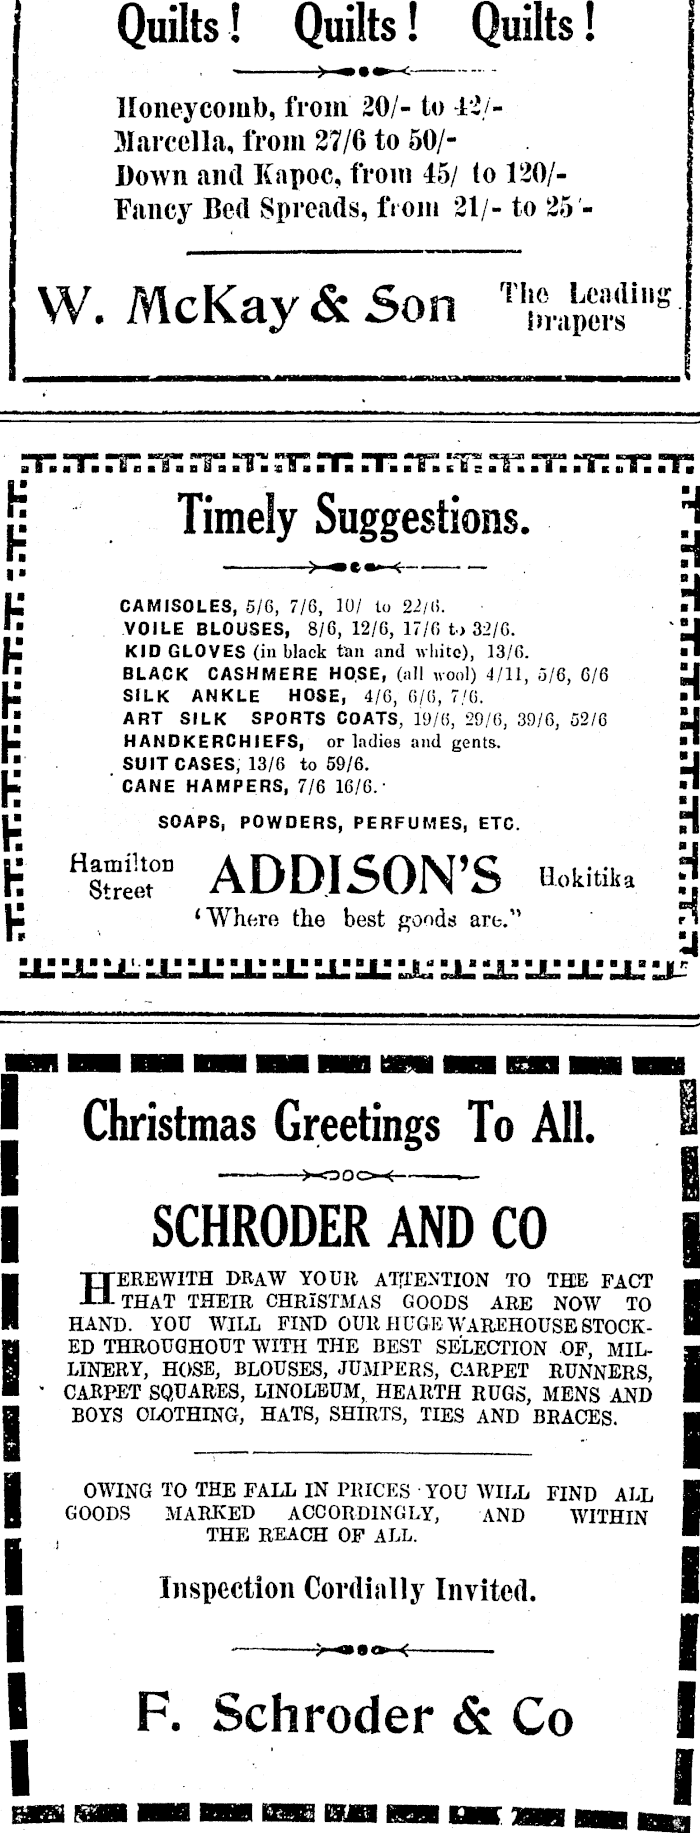 Quilts! Quilts! Quilts!
Honeycomb, from 20/- to 42/-
Marcella, from 27/6 to 50/-
Down and Kapoc, from 45/ to 120/-
Fancy Bed Spreads, from 21/- to 25'-
W. McKay & Son The Leading
Drapers
Timely Suggestions.
CAMISOLES, 5/6, 7/6, 10/ to 22/6.
VOILE BLOUSES, 8/6, 12/6, 17/6 to 32/6.
KID GLOVES (in black tan and white), 13/6.
BLACK CASHMERE HOSE, (all wool) 4/11, 5/6, 6/6
SILK ANKLE HOSE, 4/6, 6/6, 7/6.
ART SILK SPORTS COATS, 19/6, 29/6, 39/6, 52/6
HANDKERCHIEFS, or ladies and gents.
SUIT CASES, 13/6 to 59/6.
CANE HAMPERS, 7/6 16/6.
SOAPS, POWDERS, PERFUMES, ETC.
Hamilton
Street
ADDISON'S
Hokitika
'Where the best goods are."
Christmas Greetings To All.
SCHRODER AND CO
HEREWITH DRAW YOUR ATTENTION TO THE FACT
THAT THEIR CHRISTMAS GOODS ARE NOW TO
HAND. YOU WILL FIND OUR HUGE WAREHOUSE STOCK-
ED THROUGHOUT WITH THE BEST SELECTION OF, MIL-
LINERY, HOSE, BLOUSES, JUMPERS, CARPET RUNNERS,
CARPET SQUARES, LINOLEUM, HEARTH RUGS, MENS AND
BOYS CLOTHING, HATS, SHIRTS, TIES AND BRACES.
OWING TO THE FALL IN PRICES YOU WILL FIND ALL
GOODS MARKED ACCORDINGLY, AND WITHIN
THE REACH OF ALL.
Inspection Cordially Invited.
F. Schroder & Co